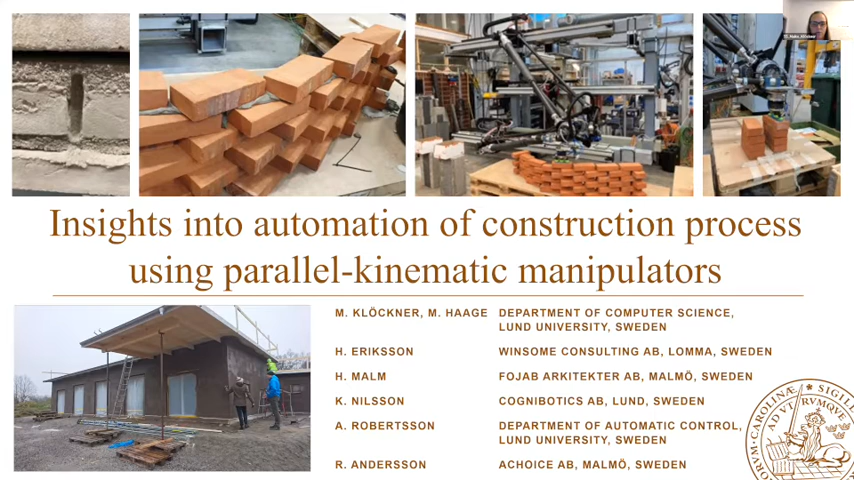 Insights into automation of construction process
using parallel-kinematic manipulators
M. KLÖCKNER, M. HAAGE DEPARTMENT OF COMPUTER SCIENCE,
LUND UNIVERSITY, SWEDEN
H. ERIKSSON WINSOME CONSULTING AB, LOMMA, SWEDEN
H. MALM FOJAB ARKITEKTER AB, MALMÖ, SWEDEN
K. NILSSON COGNIBOTICS AB, LUND, SWEDEN
A. ROBERTSSON DEPARTMENT OF AUTOMATIC CONTROL,
LUND UNIVERSITY, SWEDEN
R. ANDERSSON ACHOICE AB, MALMÖ, SWEDEN